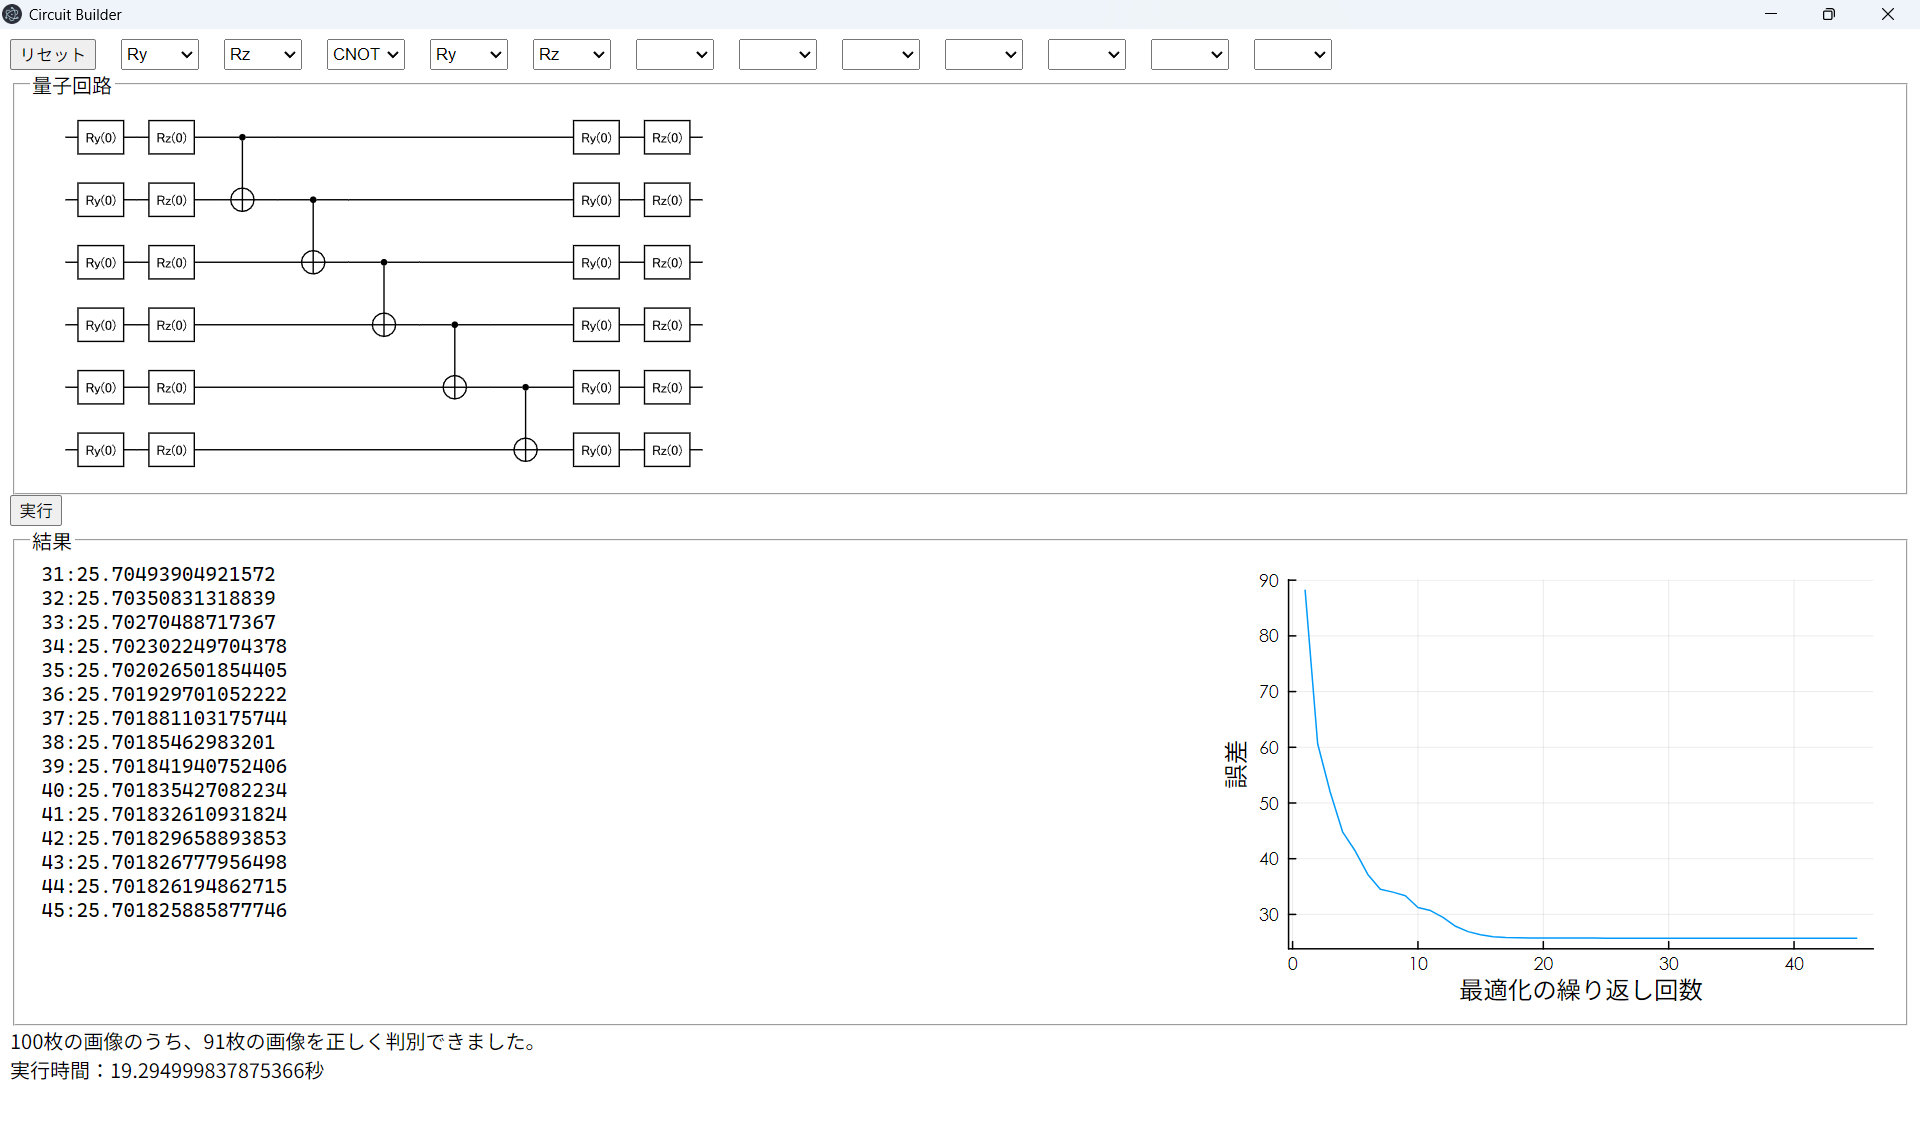 Circuit Builder
リセット Ry Rz CNOT Ry Rz
量子回路
Ry(0) Rz(0) Ry(0) Rz(0)
Ry(0) Rz(0) Ry(0) Rz(0)
Ry(0) Rz(0) Ry(0) Rz(0)
Ry(0) Rz(0) Ry(0) Rz(0)
Ry(0) Rz(0) Ry(0) Rz(0)
Ry(0) Rz(0) Ry(0) Rz(0)
実行
結果
31:25.70493904921572
32:25.70350831318839
33:25.70270488717367
34:25.702302249704378
35:25.702026501854405
36:25.701929701052222
37:25.701881103175744
38:25.70185462983201
39:25.701841940752406
40:25.701835427082234
41:25.701832610931824
42:25.701829658893853
43:25.701826777956498
44:25.701826194862715
45:25.701825885877746
90
80
70
60
50
40
30
誤差
0 10 20 30 40
最適化の繰り返し回数
100枚の画像のうち、91枚の画像を正しく判別できました。
実行時間：19.294999837875366秒